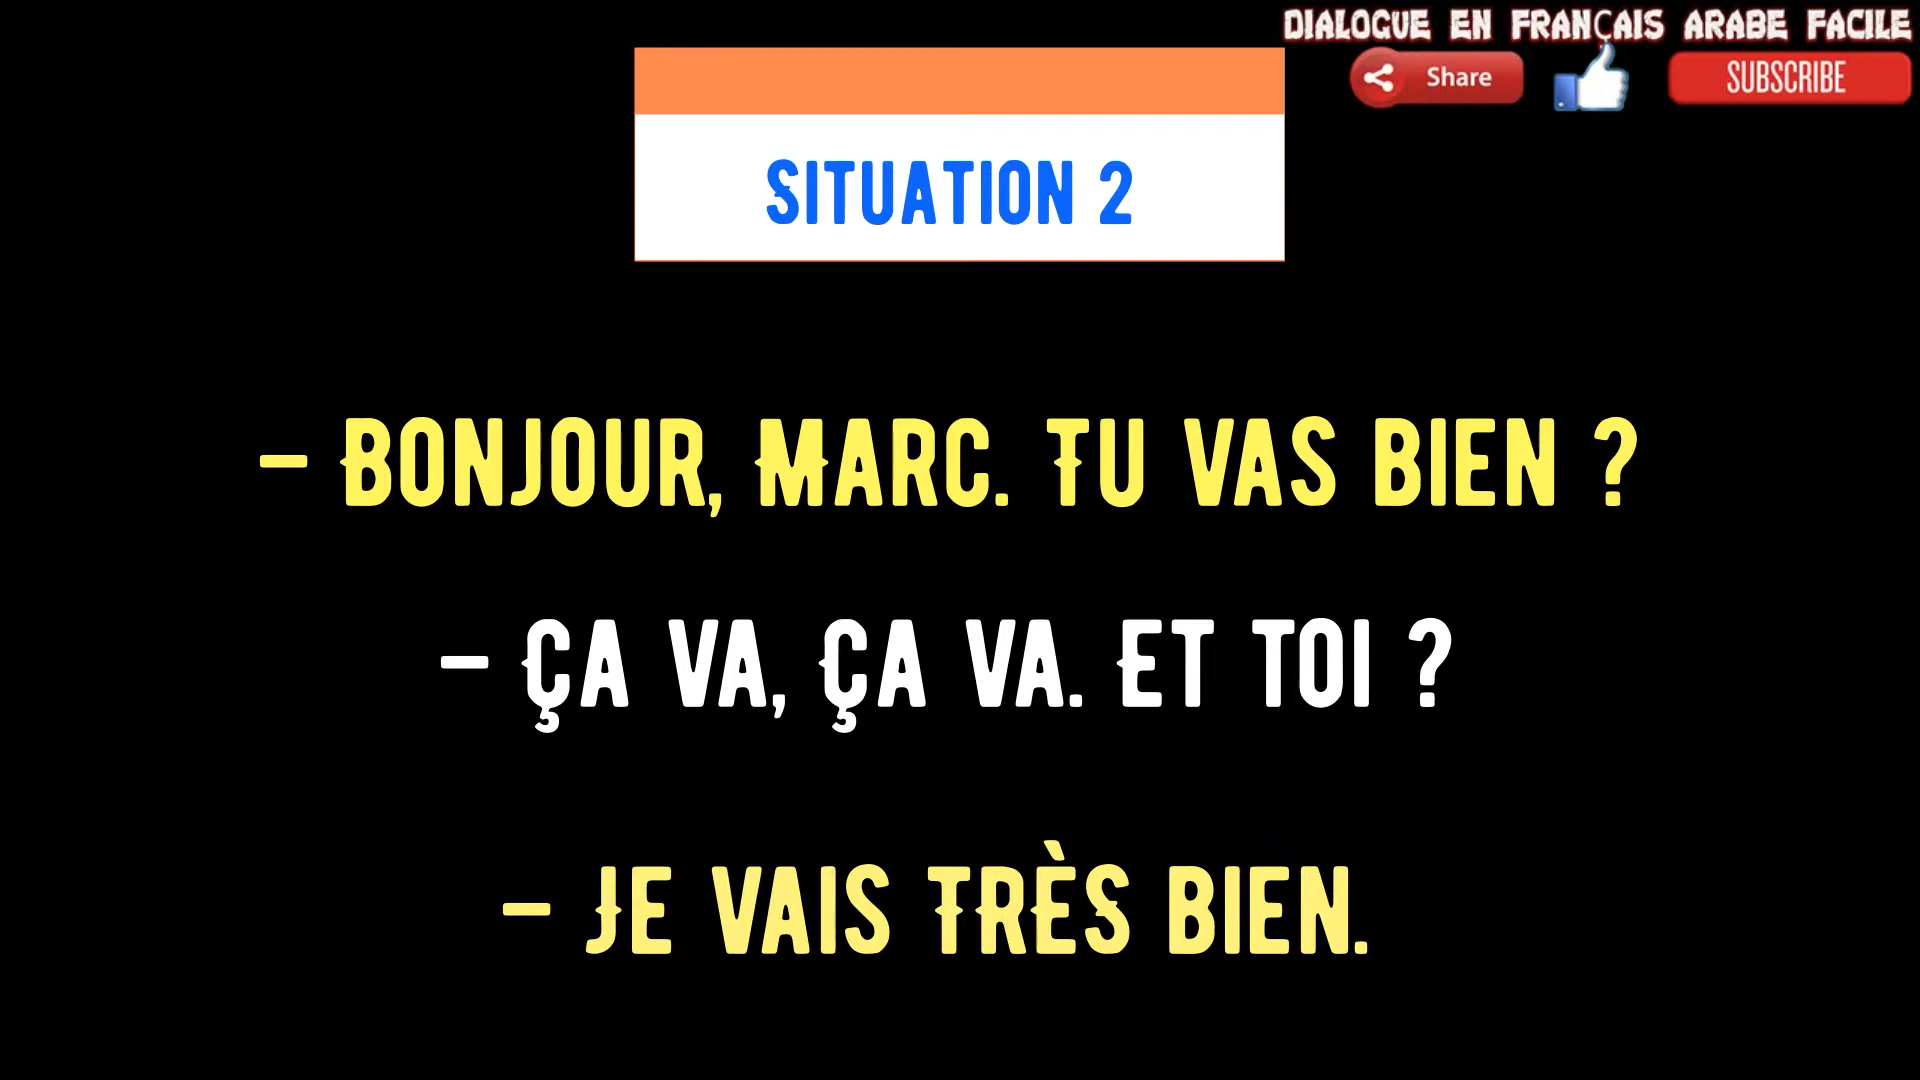 DIALOGUE EN FRANÇAIS ARABE FACILE
Share
SUBSCRIBE
SITUATION 2
– BONJOUR, MARC. TU VAS BIEN ?
– ÇA VA, ÇA VA. ET TOI ?
– JE VAIS TRÈS BIEN.